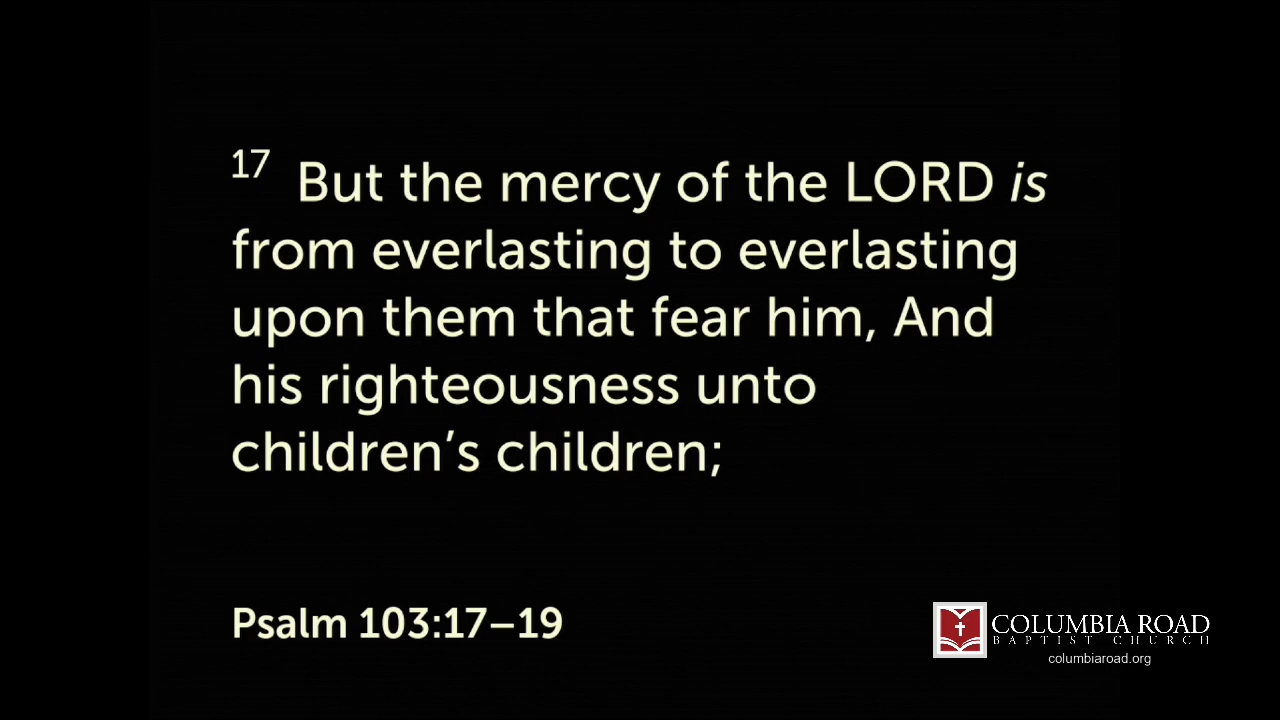 17 But the mercy of the LORD is
from everlasting to everlasting
upon them that fear him, And
his righteousness unto
children’s children;
Psalm 103:17–19
COLUMBIA ROAD
BAPTIST CHURCH
columbiaroad.org